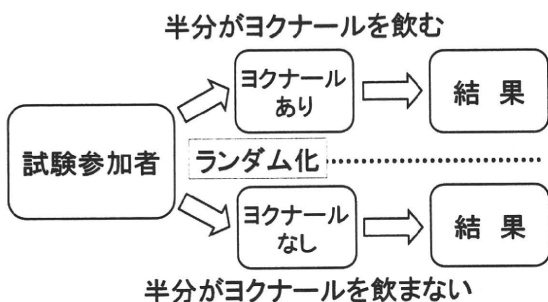 半分がヨクナールを飲む
ヨクナール
あり
結 果
試験参加者
ランダム化
ヨクナール
なし
結 果
半分がヨクナールを飲まない